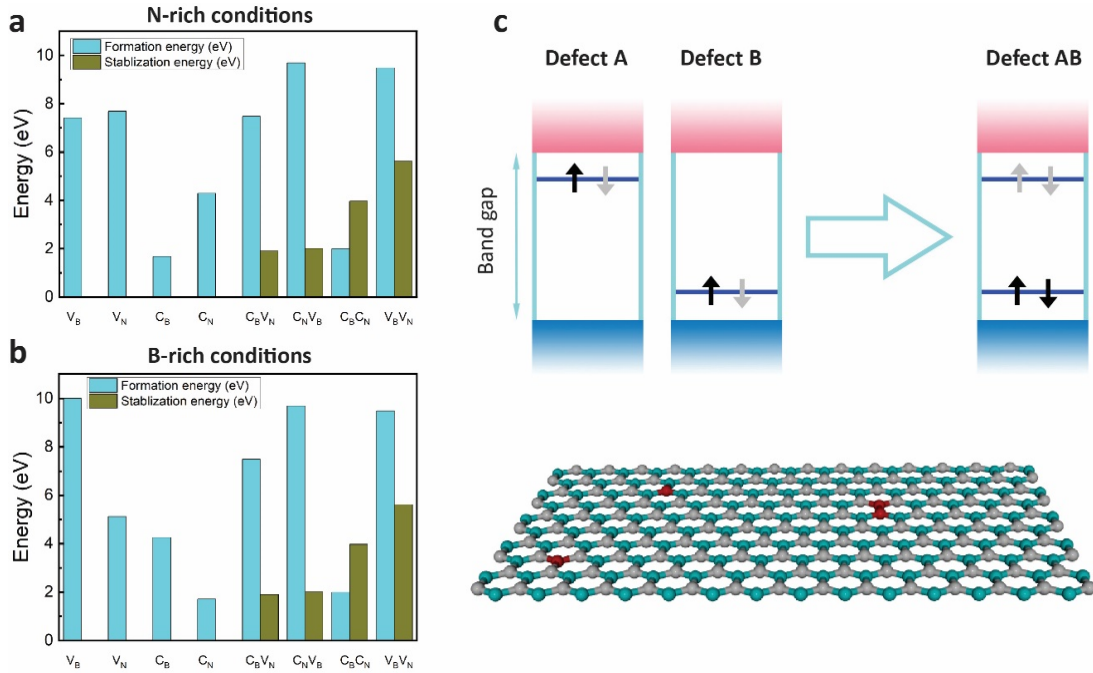 a
N-rich conditions
Formation energy (eV)
Stablization energy (eV)
Energy (eV)
10
8
6
4
2
0
V_B V_N C_B C_N C_BV_N C_NV_B C_BC_N V_BV_N
b
B-rich conditions
Formation energy (eV)
Stablization energy (eV)
Energy (eV)
10
8
6
4
2
0
V_B V_N C_B C_N C_BV_N C_NV_B C_BC_N V_BV_N
c
Defect A Defect B Defect AB
Band gap